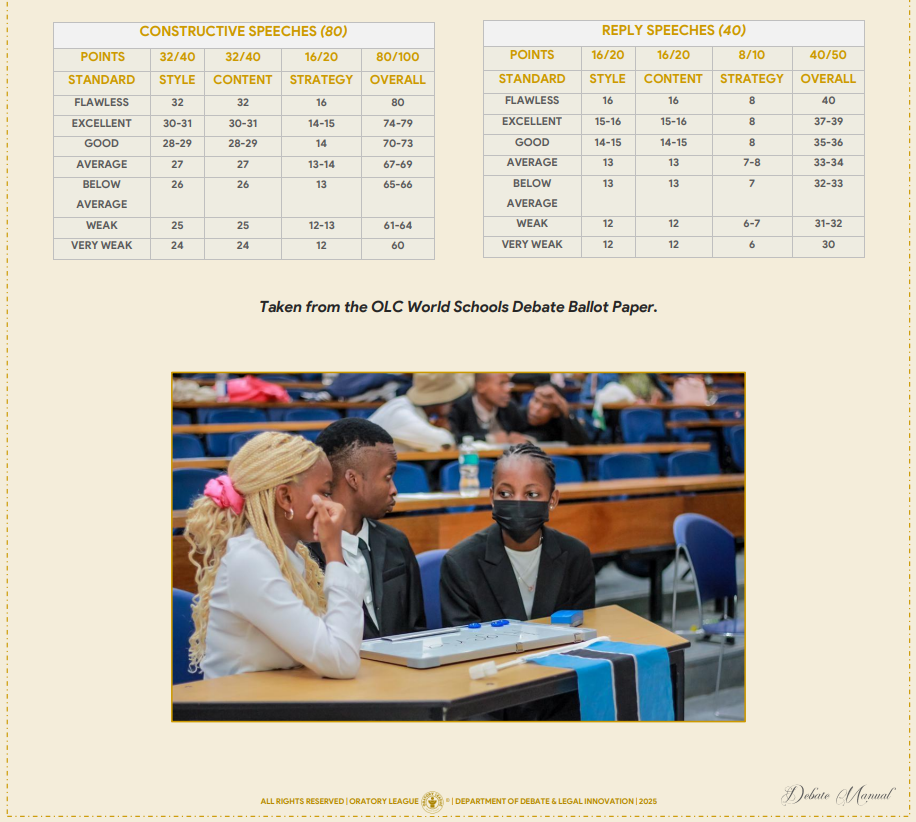 CONSTRUCTIVE SPEECHES (80)
POINTS 32/40 32/40 16/20 80/100
STANDARD STYLE CONTENT STRATEGY OVERALL
FLAWLESS 32 32 16 80
EXCELLENT 30-31 30-31 14-15 74-79
GOOD 28-29 28-29 14 70-73
AVERAGE 27 27 13-14 67-69
BELOW 26 26 13 65-66
AVERAGE
WEAK 25 25 12-13 61-64
VERY WEAK 24 24 12 60
REPLY SPEECHES (40)
POINTS 16/20 16/20 8/10 40/50
STANDARD STYLE CONTENT STRATEGY OVERALL
FLAWLESS 16 16 8 40
EXCELLENT 15-16 15-16 8 37-39
GOOD 14-15 14-15 8 35-36
AVERAGE 13 13 7-8 33-34
BELOW 13 13 7 32-33
AVERAGE
WEAK 12 12 6-7 31-32
VERY WEAK 12 12 6 30
Taken from the OLC World Schools Debate Ballot Paper.
ALL RIGHTS RESERVED | ORATORY LEAGUE ® | DEPARTMENT OF DEBATE & LEGAL INNOVATION | 2025
Debate Manual